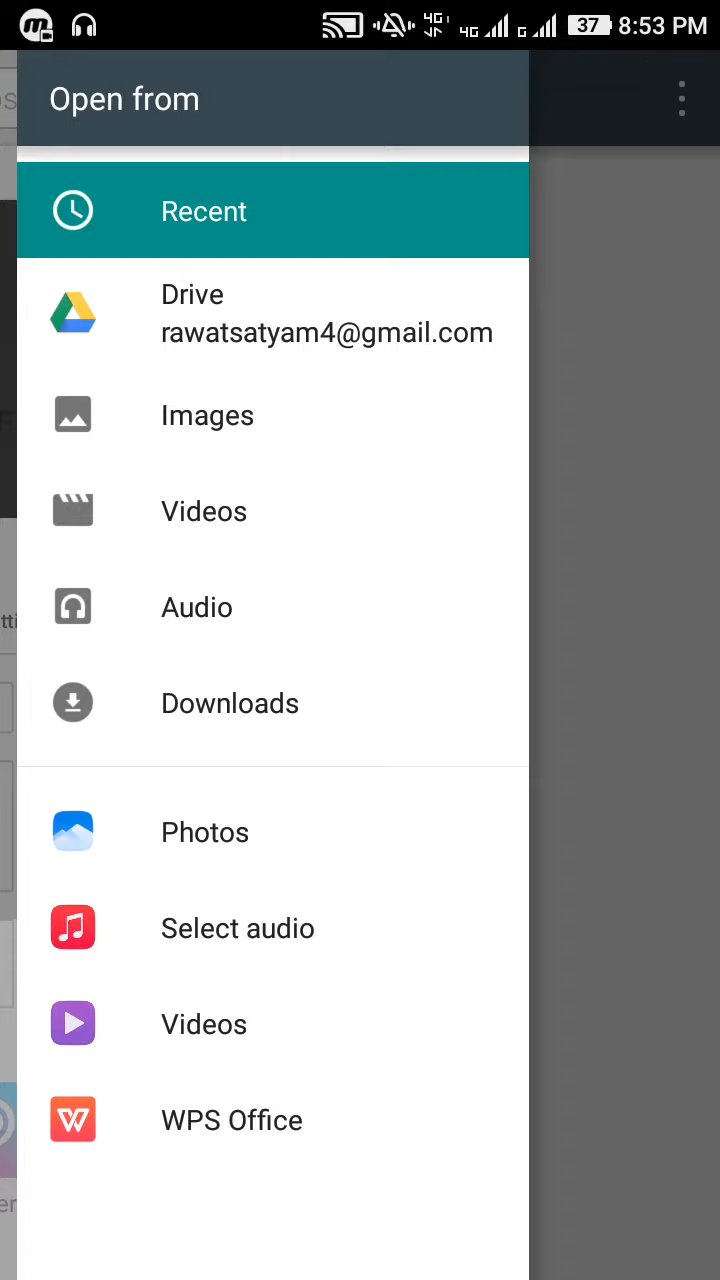 37 8:53 PM
Open from
Recent
Drive
rawatsatyam4@gmail.com
Images
Videos
Audio
Downloads
Photos
Select audio
Videos
WPS Office